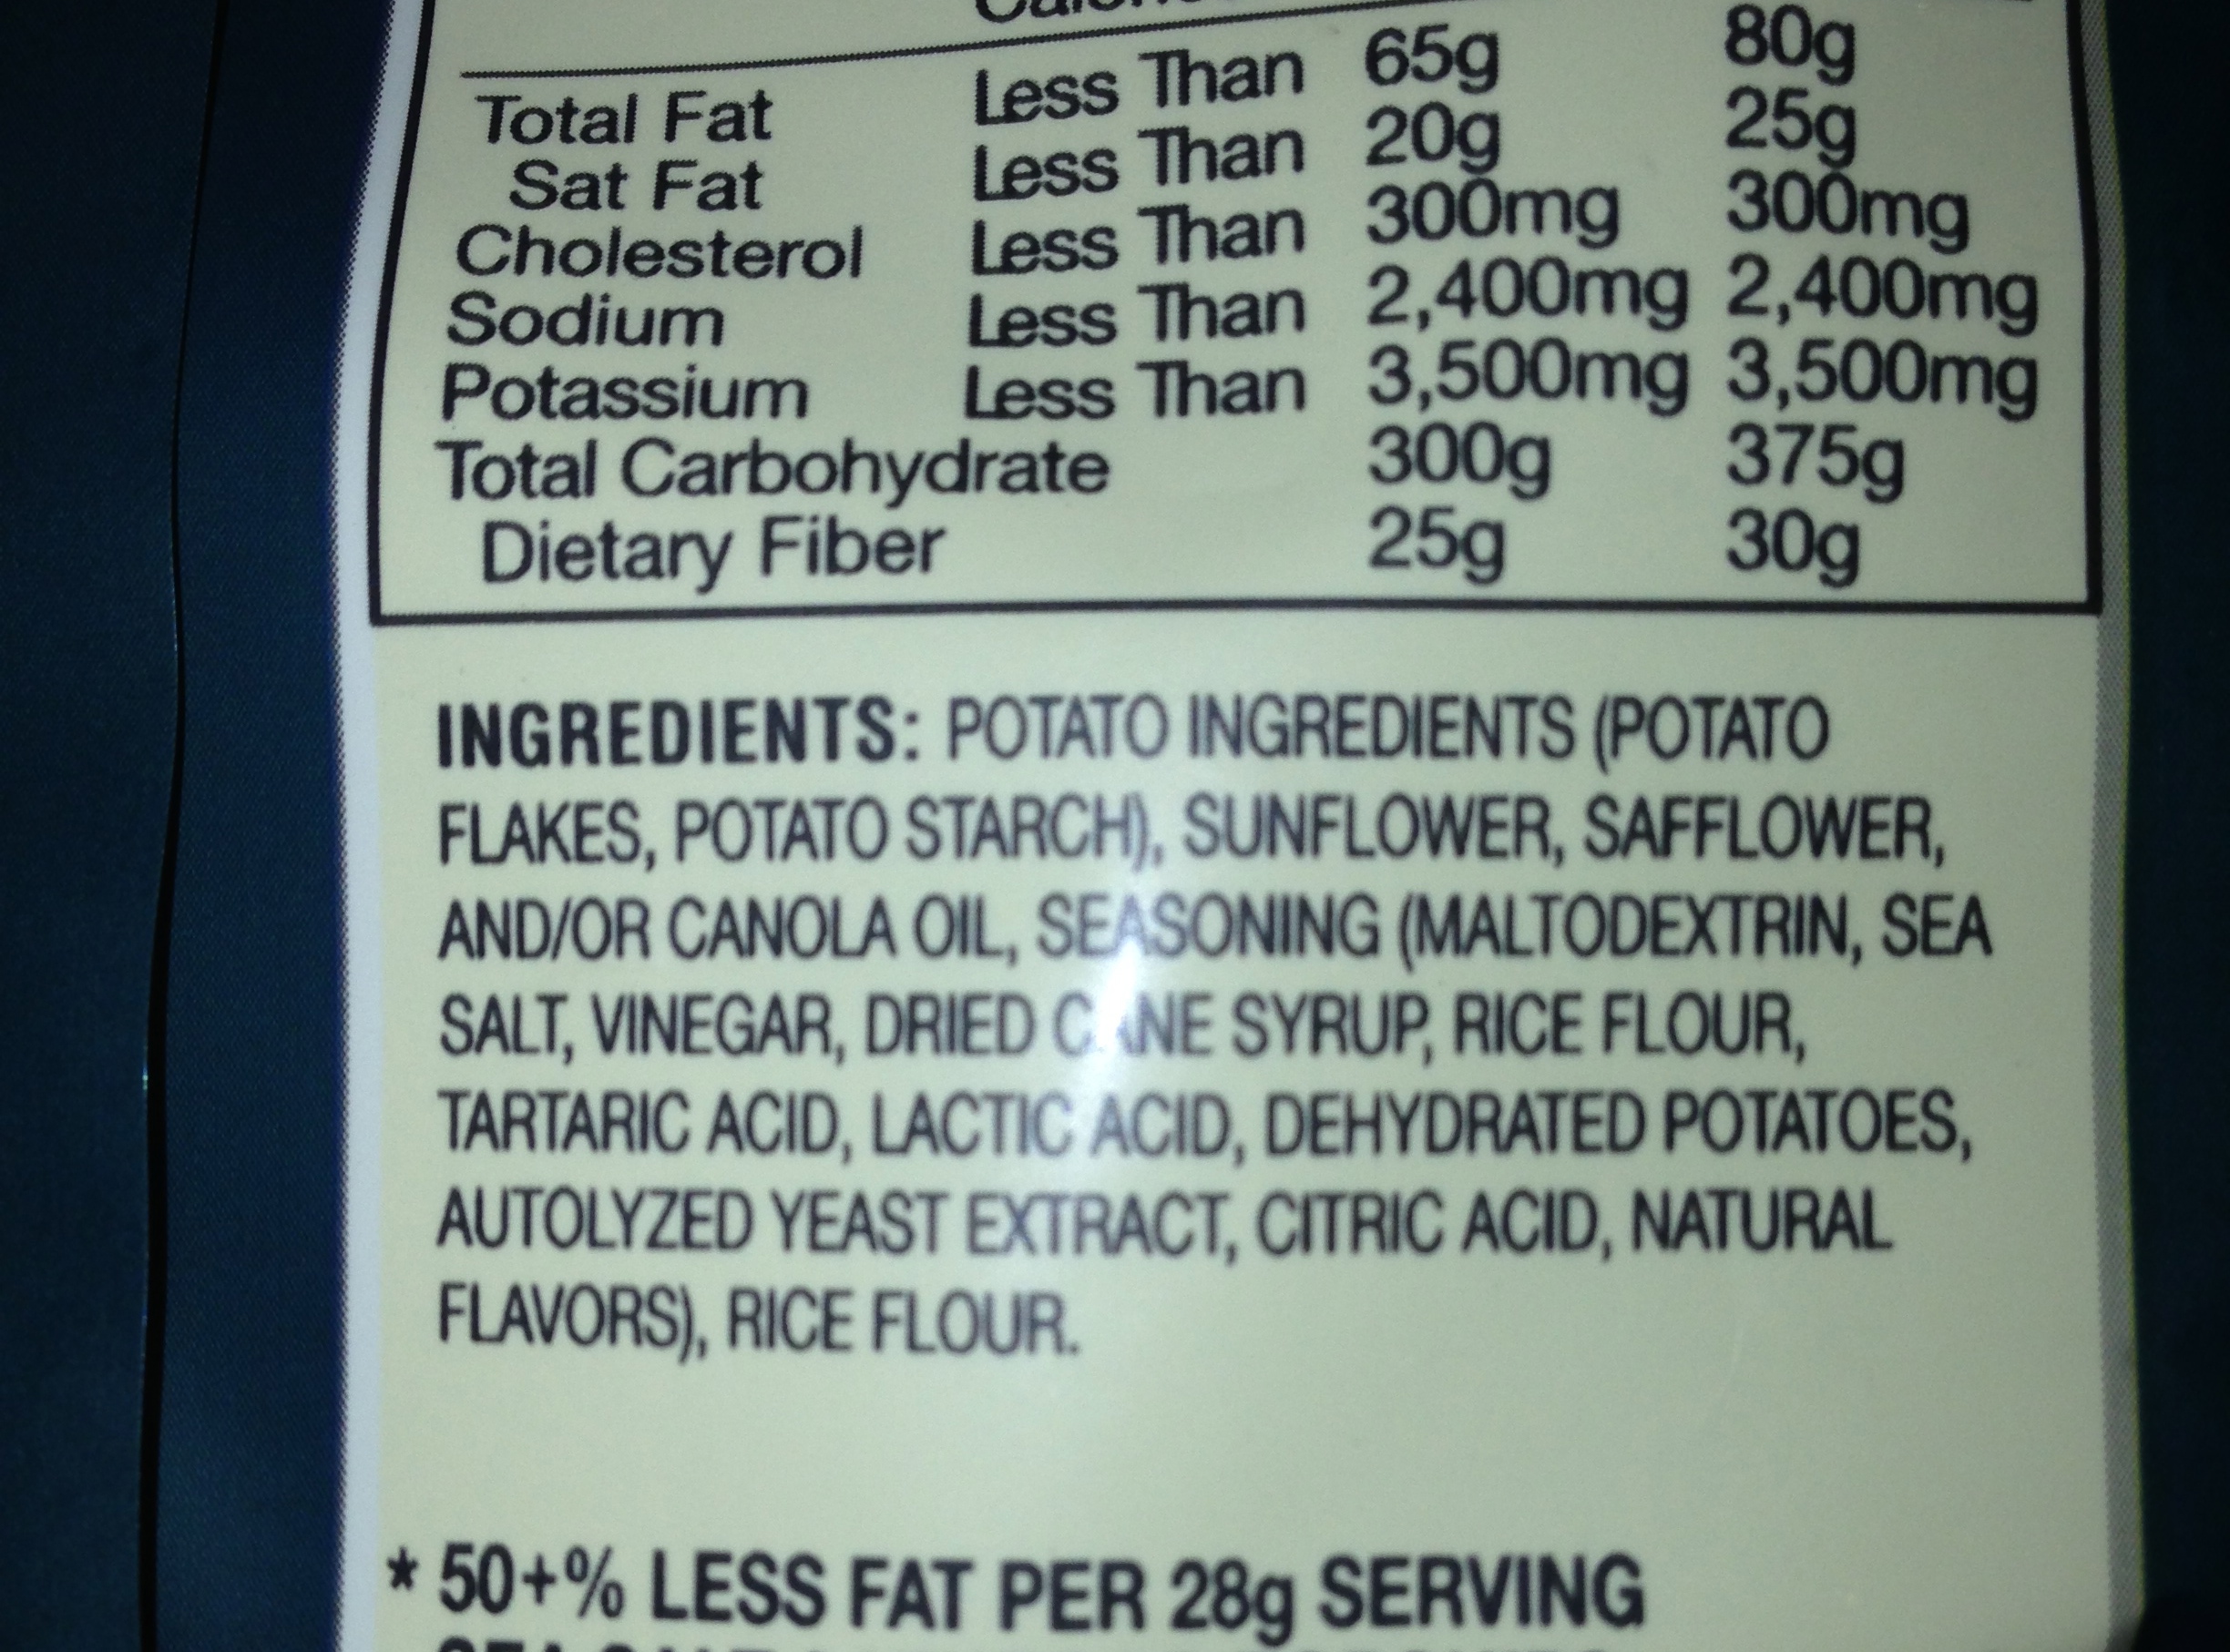 Total Fat Less Than 65g 80g
Sat Fat Less Than 20g 25g
Cholesterol Less Than 300mg 300mg
Sodium Less Than 2,400mg 2,400mg
Potassium Less Than 3,500mg 3,500mg
Total Carbohydrate 300g 375g
Dietary Fiber 25g 30g
INGREDIENTS: POTATO INGREDIENTS (POTATO
FLAKES, POTATO STARCH), SUNFLOWER, SAFFLOWER,
AND/OR CANOLA OIL, SEASONING (MALTODEXTRIN, SEA
SALT, VINEGAR, DRIED CANE SYRUP, RICE FLOUR,
TARTARIC ACID, LACTIC ACID, DEHYDRATED POTATOES,
AUTOLYZED YEAST EXTRACT, CITRIC ACID, NATURAL
FLAVORS), RICE FLOUR.
* 50+% LESS FAT PER 28g SERVING